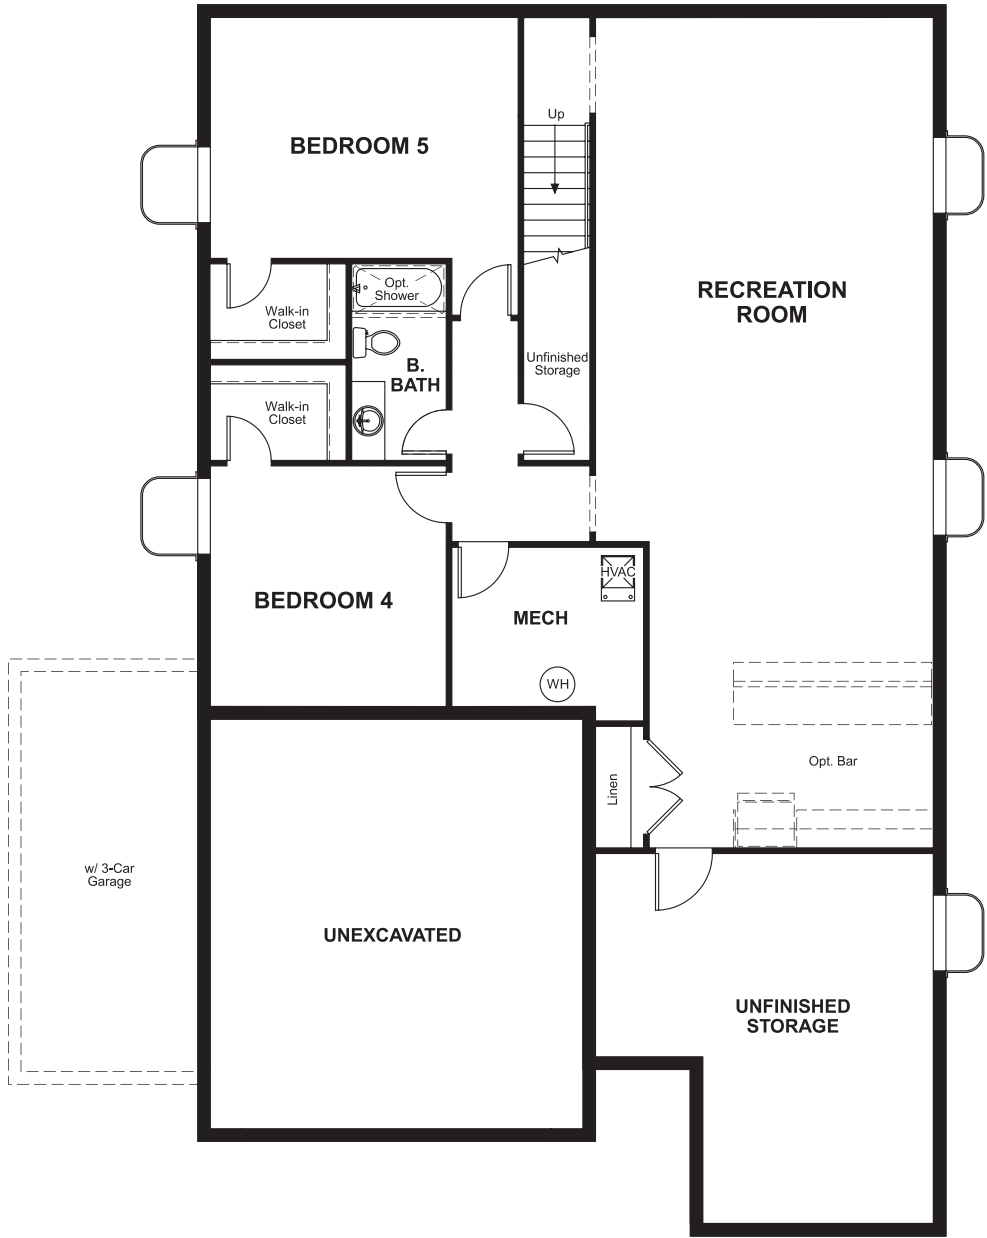 Up
BEDROOM 5
Opt.
Shower
RECREATION
ROOM
Walk-in
Closet
Unfinished
Storage
B.
BATH
Walk-in
Closet
HVAC
BEDROOM 4
MECH
WH
Opt. Bar
Linen
w/ 3-Car
Garage
UNEXCAVATED
UNFINISHED
STORAGE